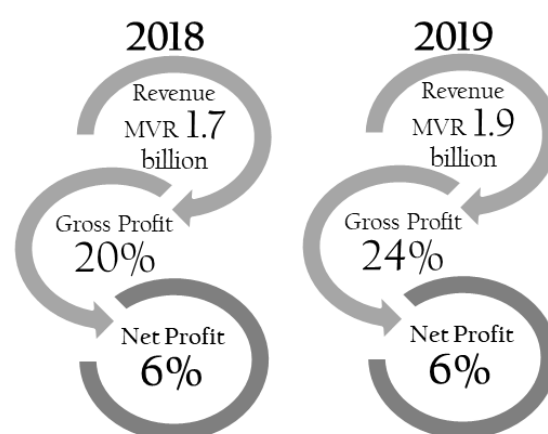 2018
Revenue
MVR 1.7
billion
Gross Profit
20%
Net Profit
6%
2019
Revenue
MVR 1.9
billion
Gross Profit
24%
Net Profit
6%